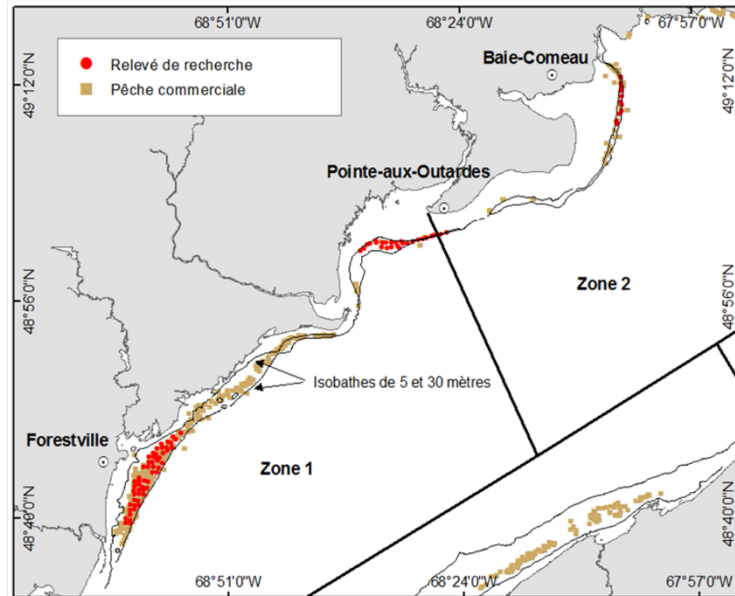 68°51'0"W
68°24'0"W
67°57'0"W
Relevé de recherche
Pêche commerciale
Baie-Comeau
49°12'0"N
49°12'0"N
Pointe-aux-Outardes
Zone 2
48°56'0"N
48°56'0"N
Isobathes de 5 et 30 mètres
Forestville
Zone 1
48°40'0"N
48°40'0"N
68°51'0"W
68°24'0"W
67°57'0"W